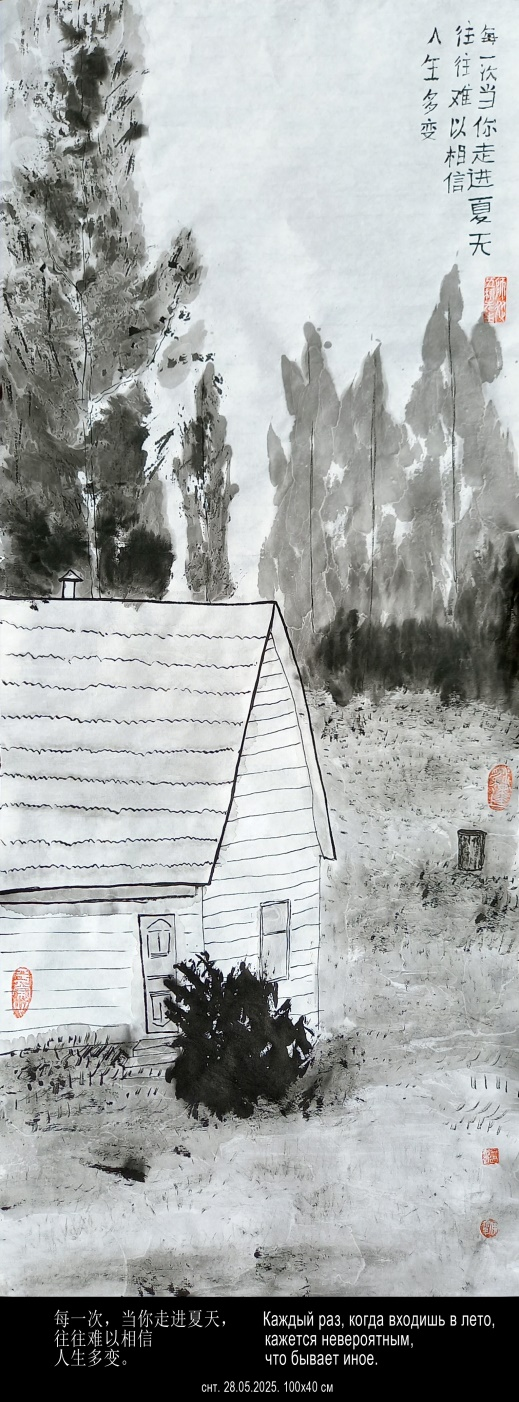 每一次当你走进夏天
往往难以相信
人生多变
每一次，当你走进夏天，
往往难以相信
人生多变。
Каждый раз, когда входишь в лето,
кажется невероятным,
что бывает иное.
снт. 28.05.2025. 100x40 см